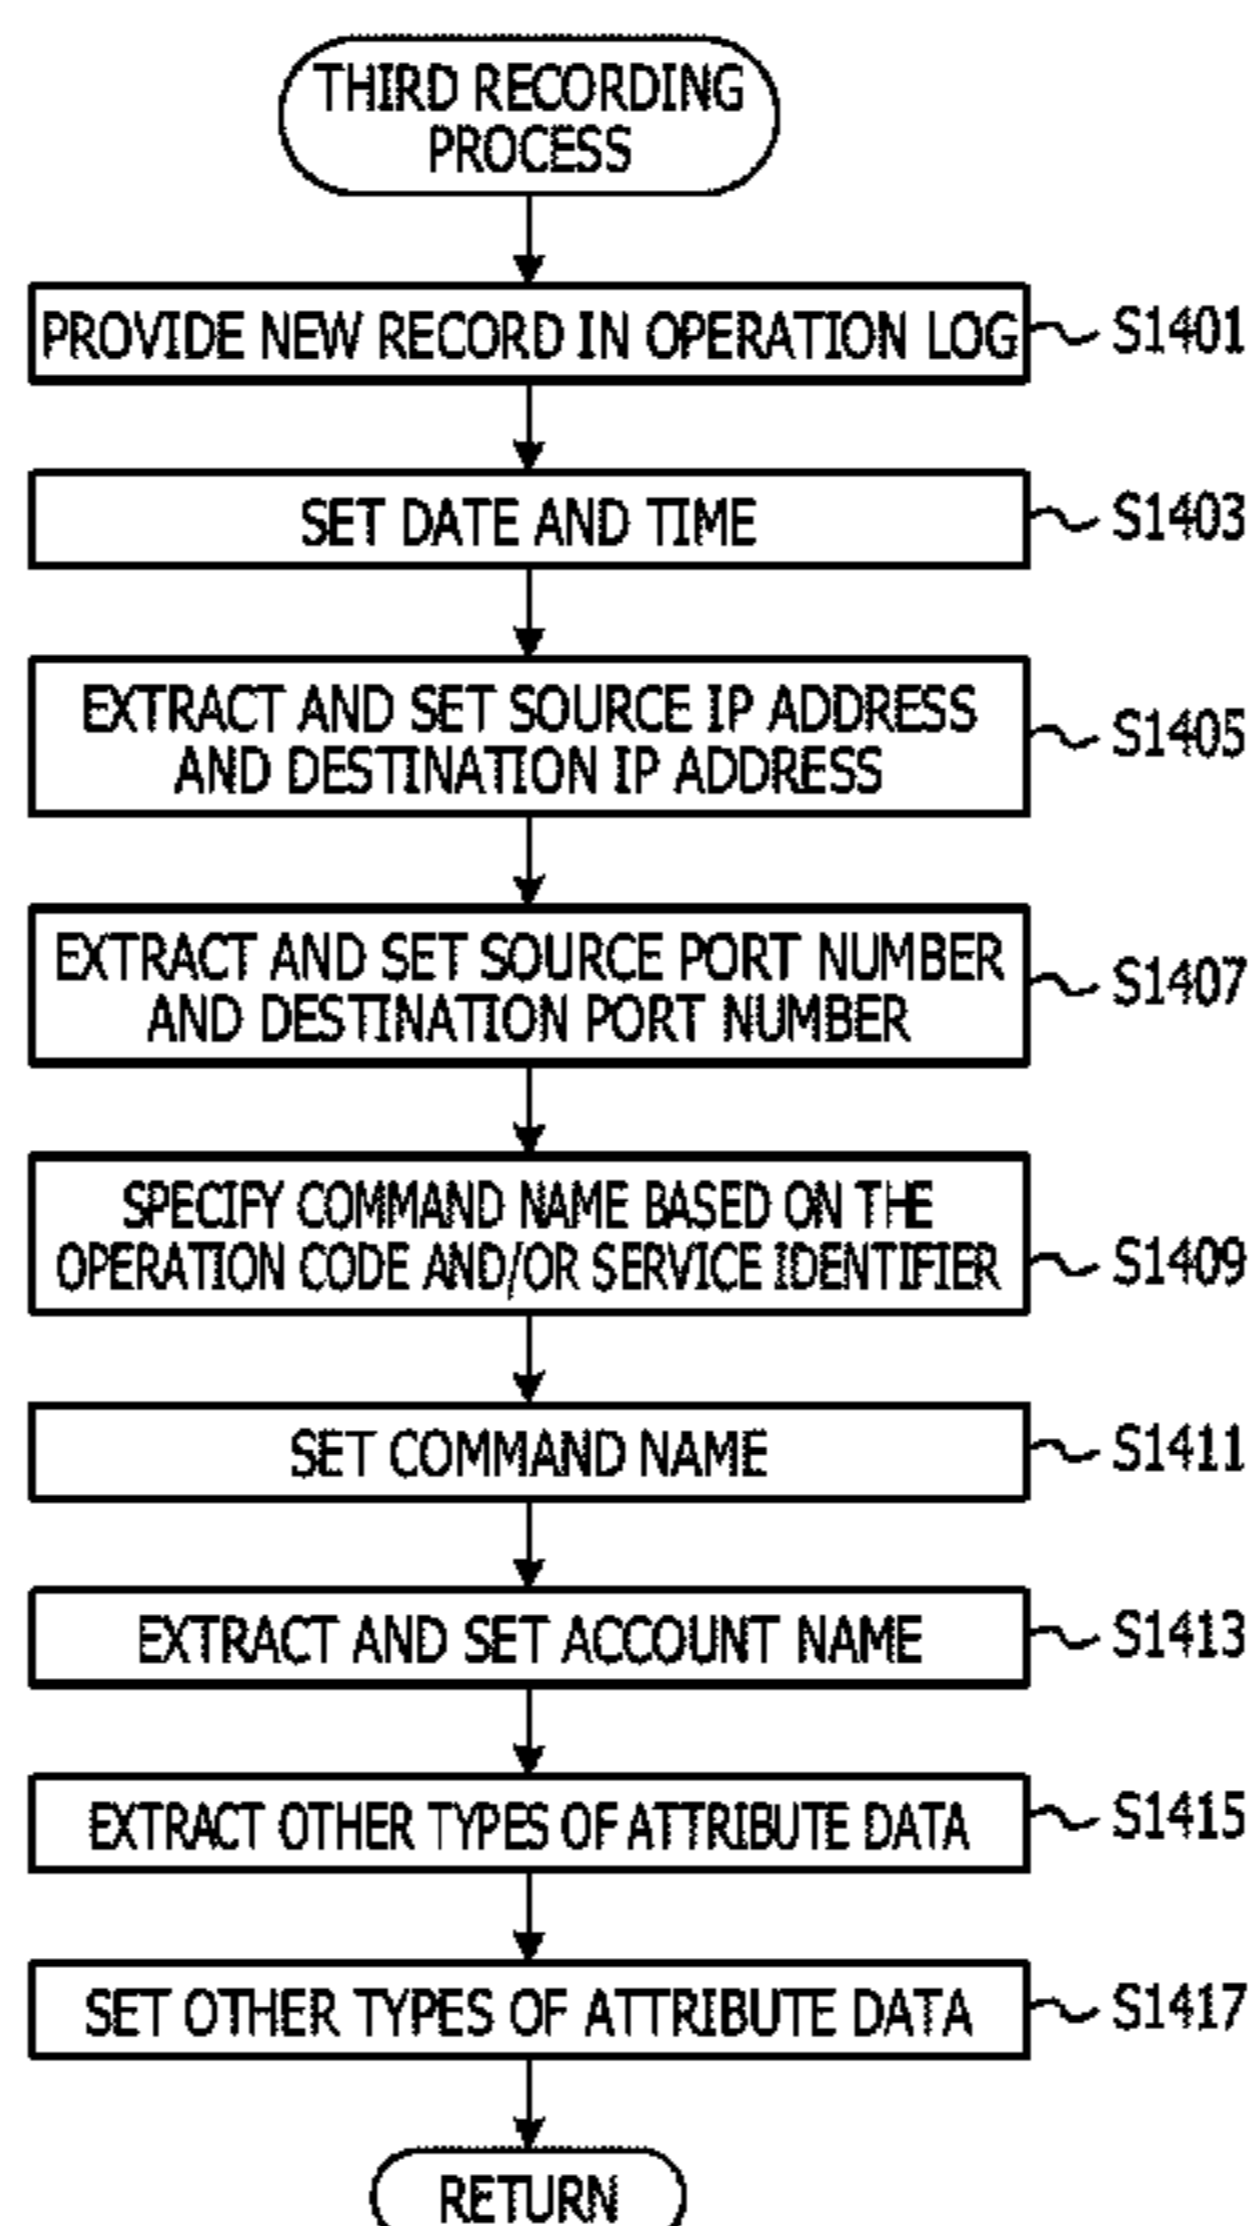 THIRD RECORDING
PROCESS
PROVIDE NEW RECORD IN OPERATION LOG
S1401
SET DATE AND TIME
S1403
EXTRACT AND SET SOURCE IP ADDRESS
AND DESTINATION IP ADDRESS
S1405
EXTRACT AND SET SOURCE PORT NUMBER
AND DESTINATION PORT NUMBER
S1407
SPECIFY COMMAND NAME BASED ON THE
OPERATION CODE AND/OR SERVICE IDENTIFIER
S1409
SET COMMAND NAME
S1411
EXTRACT AND SET ACCOUNT NAME
S1413
EXTRACT OTHER TYPES OF ATTRIBUTE DATA
S1415
SET OTHER TYPES OF ATTRIBUTE DATA
S1417
RETURN